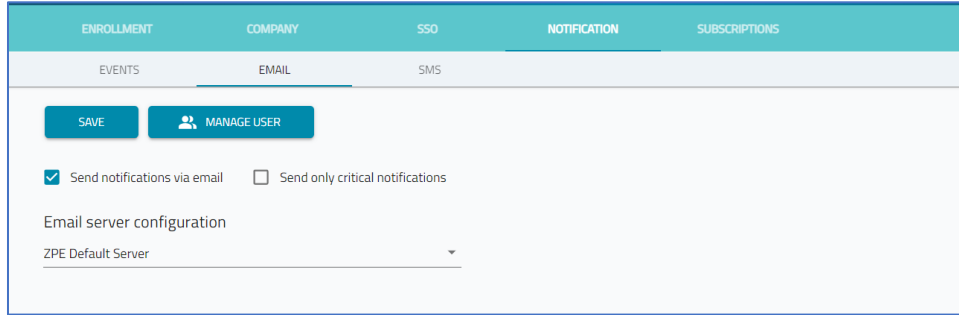 ENROLLMENT COMPANY SSO NOTIFICATION SUBSCRIPTIONS
EVENTS EMAIL SMS
SAVE MANAGE USER
Send notifications via email Send only critical notifications
Email server configuration
ZPE Default Server